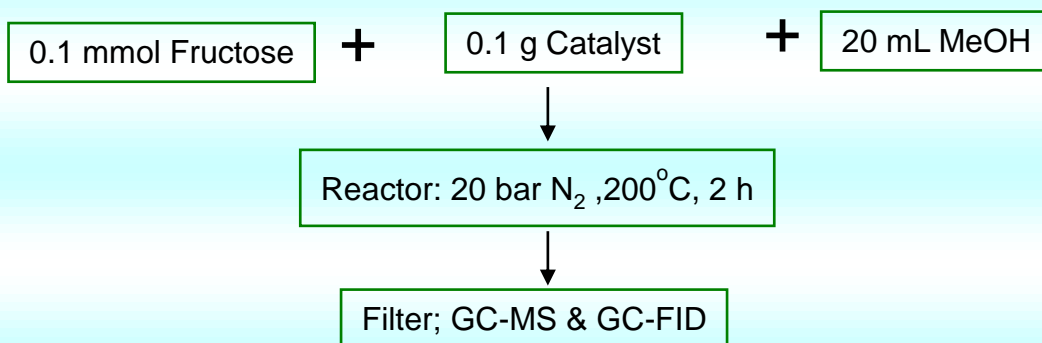 0.1 mmol Fructose + 0.1 g Catalyst + 20 mL MeOH
Reactor: 20 bar N₂ ,200°C, 2 h
Filter; GC-MS & GC-FID